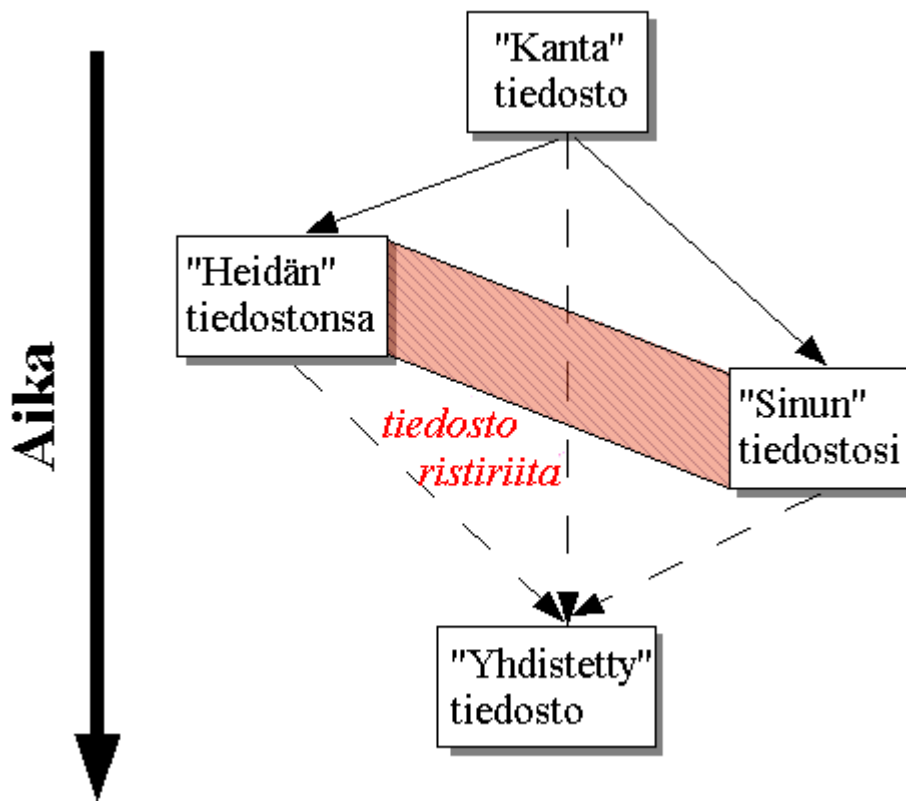 "Kanta"
tiedosto
"Heidän"
tiedostonsa
"Sinun"
tiedostosi
tiedosto
ristiriita
"Yhdistetty"
tiedosto
Aika